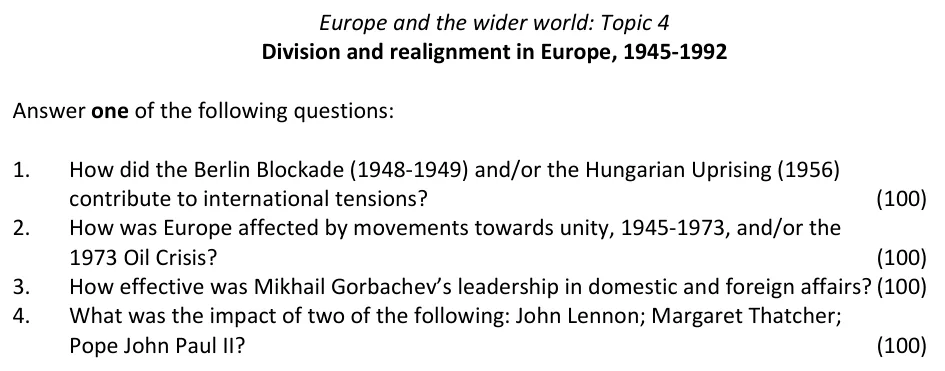 Europe and the wider world: Topic 4
Division and realignment in Europe, 1945-1992
Answer one of the following questions:
1. How did the Berlin Blockade (1948-1949) and/or the Hungarian Uprising (1956)
contribute to international tensions? (100)
2. How was Europe affected by movements towards unity, 1945-1973, and/or the
1973 Oil Crisis? (100)
3. How effective was Mikhail Gorbachev’s leadership in domestic and foreign affairs? (100)
4. What was the impact of two of the following: John Lennon; Margaret Thatcher;
Pope John Paul II? (100)